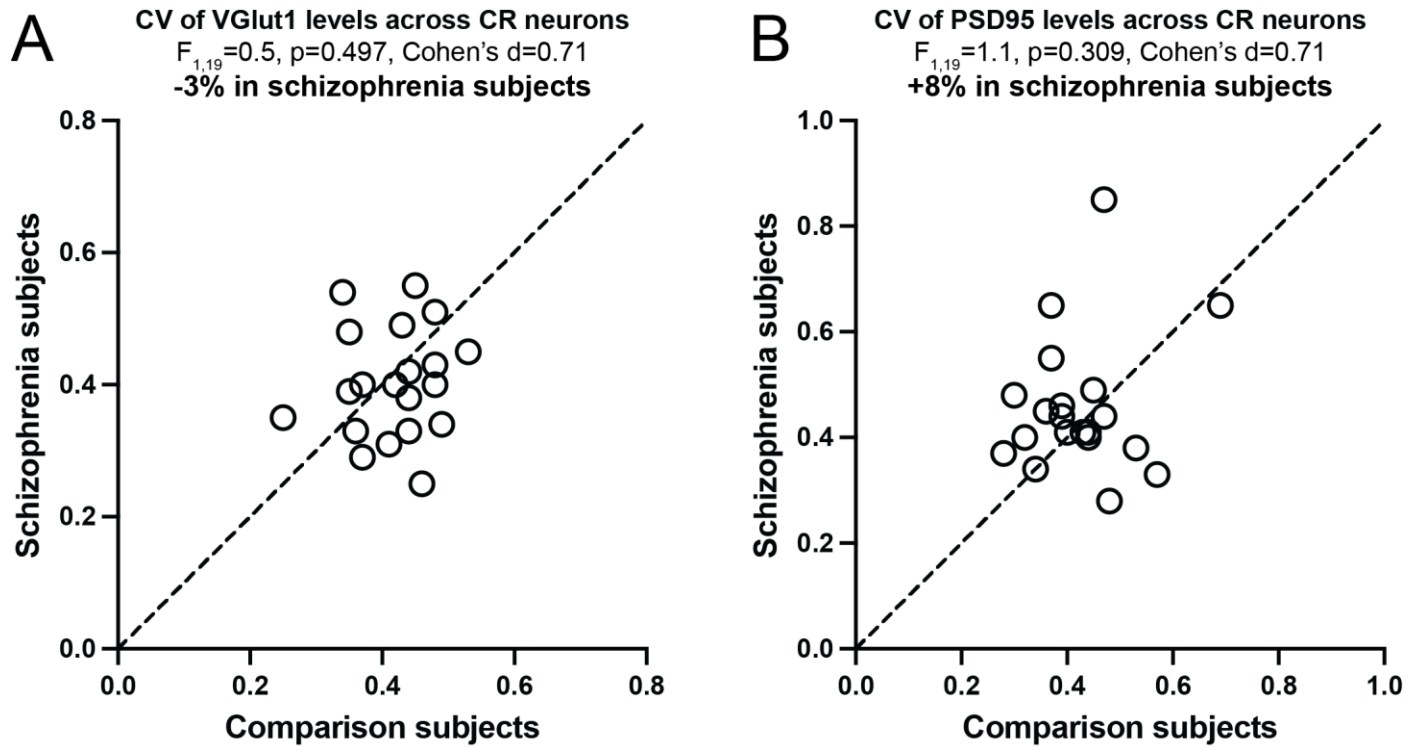 A
CV of VGlut1 levels across CR neurons
F1,19=0.5, p=0.497, Cohen's d=0.71
-3% in schizophrenia subjects
Schizophrenia subjects
0.8
0.6
0.4
0.2
0.0
0.0 0.2 0.4 0.6 0.8
Comparison subjects
B
CV of PSD95 levels across CR neurons
F1,19=1.1, p=0.309, Cohen's d=0.71
+8% in schizophrenia subjects
Schizophrenia subjects
1.0
0.8
0.6
0.4
0.2
0.0
0.0 0.2 0.4 0.6 0.8 1.0
Comparison subjects